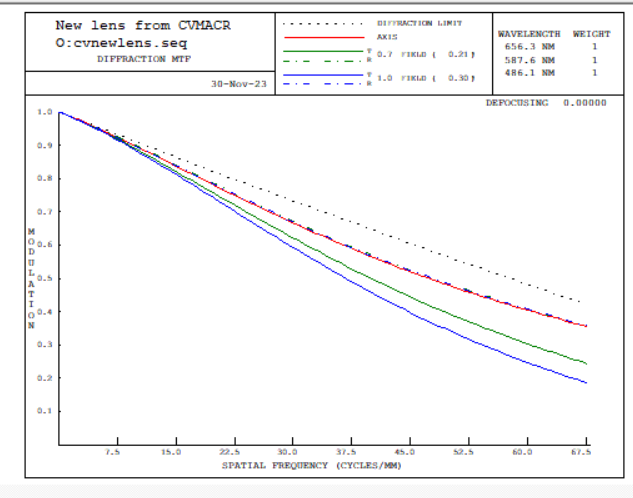 New lens from CVMACR
O:cvnewlens.seq
DIFFRACTION MTF
30-Nov-23
DIFFRACTION LIMIT
AXIS
T
R
0.7 FIELD ( 0.21°)
T
R
1.0 FIELD ( 0.30°)
WAVELENGTH WEIGHT
656.3 NM 1
587.6 NM 1
486.1 NM 1
DEFOCUSING 0.00000
1.0
0.9
0.8
0.7
0.6
0.5
0.4
0.3
0.2
0.1
MODULATION
7.5 15.0 22.5 30.0 37.5 45.0 52.5 60.0 67.5
SPATIAL FREQUENCY (CYCLES/MM)